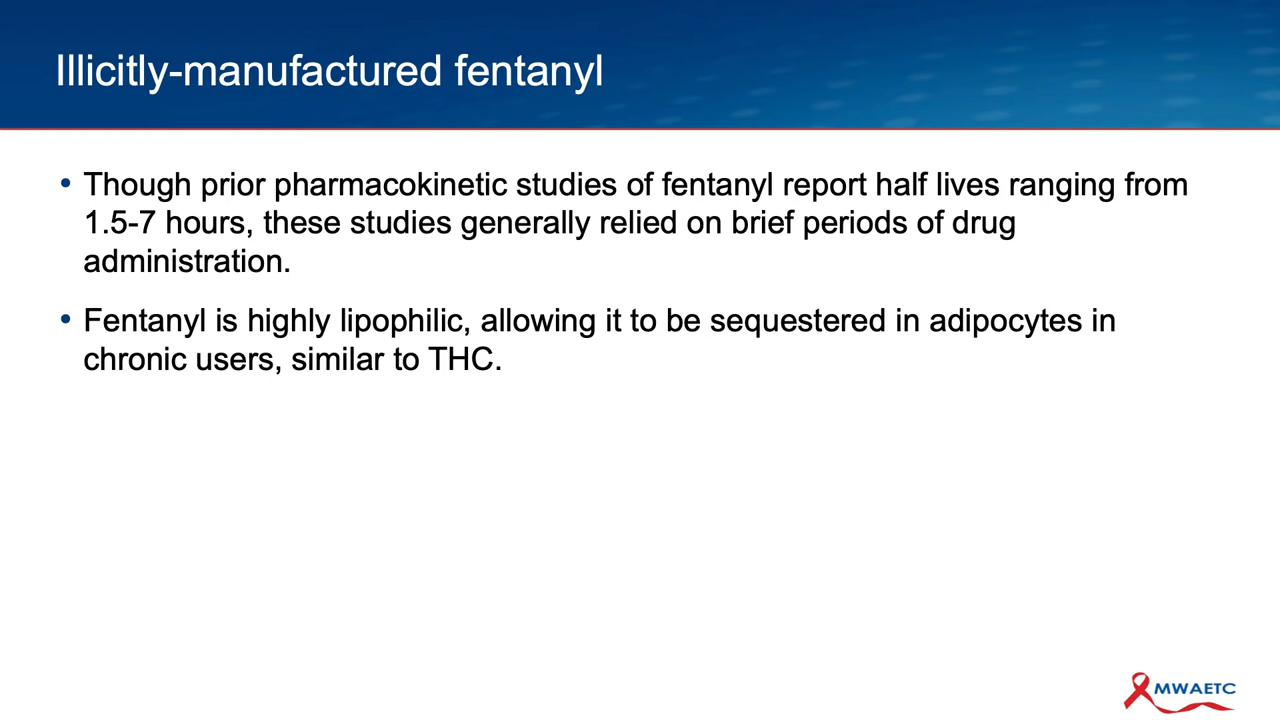 Illicitly-manufactured fentanyl
• Though prior pharmacokinetic studies of fentanyl report half lives ranging from
1.5-7 hours, these studies generally relied on brief periods of drug
administration.
• Fentanyl is highly lipophilic, allowing it to be sequestered in adipocytes in
chronic users, similar to THC.
MWAETC